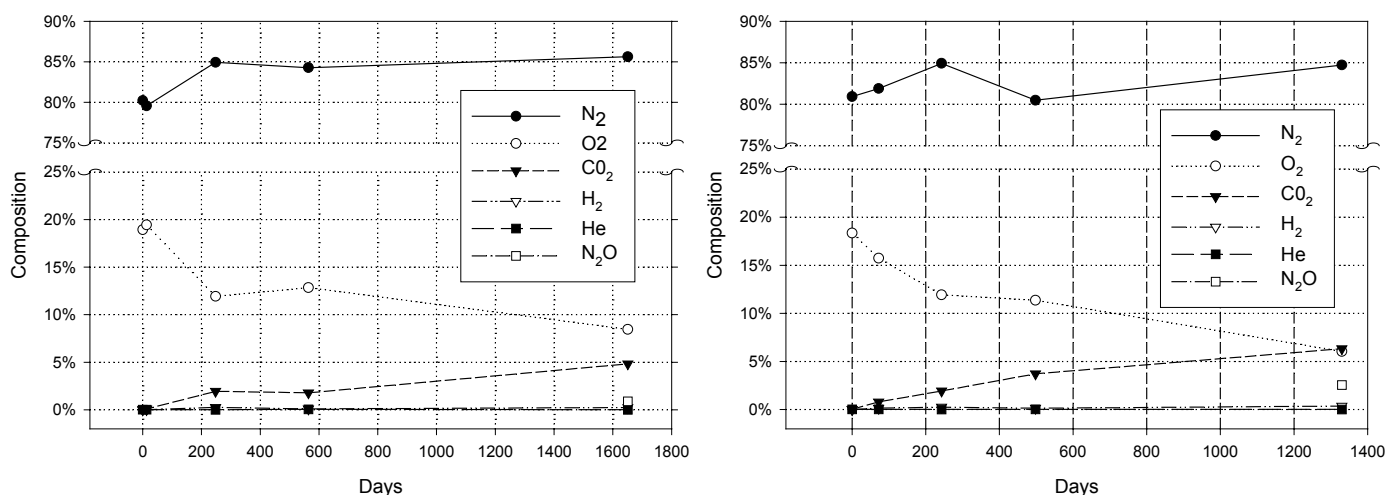 90%
85%
80%
75%
25%
20%
15%
10%
5%
0%
Composition
0 200 400 600 800 1000 1200 1400 1600 1800
Days
N2
O2
C0₂
H₂
He
N₂O
90%
85%
80%
75%
25%
20%
15%
10%
5%
0%
Composition
0 200 400 600 800 1000 1200 1400
Days
N₂
O₂
C0₂
H₂
He
N₂O